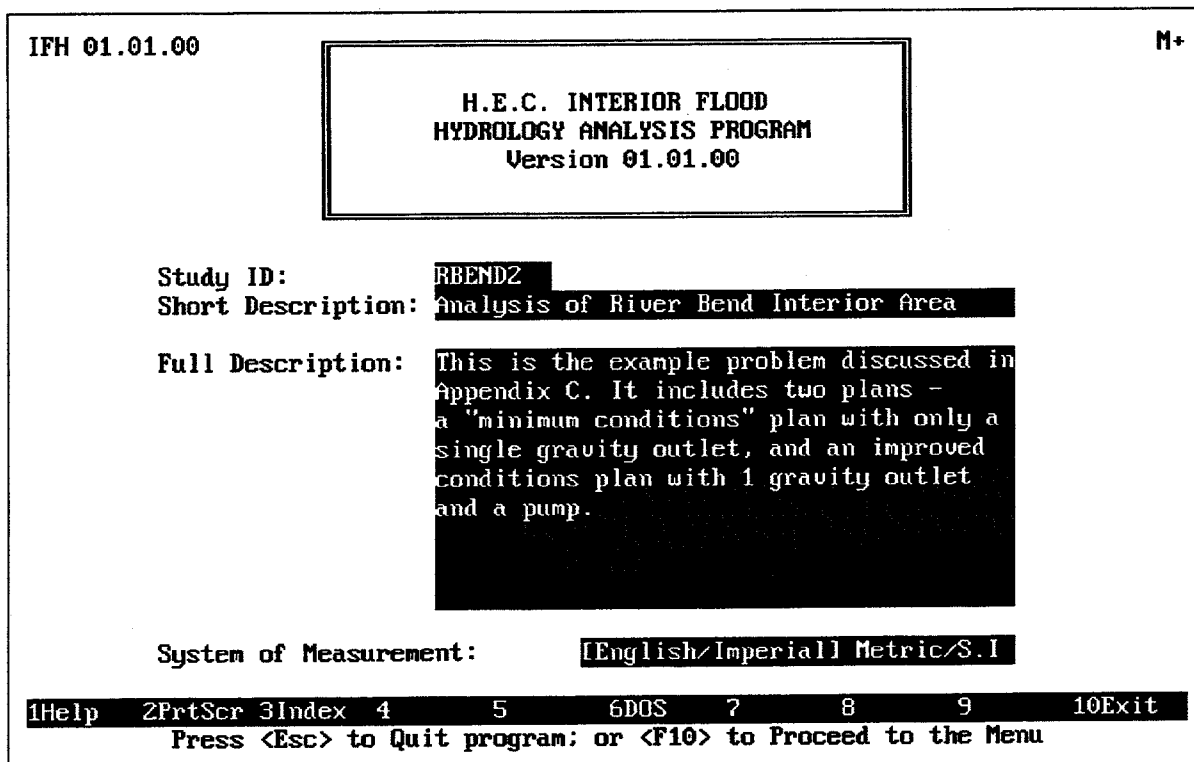 IFH 01.01.00 M+
H.E.C. INTERIOR FLOOD
HYDROLOGY ANALYSIS PROGRAM
Version 01.01.00
Study ID: RBEND2
Short Description: Analysis of River Bend Interior Area
Full Description: This is the example problem discussed in
Appendix C. It includes two plans -
a "minimum conditions" plan with only a
single gravity outlet, and an improved
conditions plan with 1 gravity outlet
and a pump.
System of Measurement: [English/Imperial] Metric/S.I
1Help 2PrtScr 3Index 4 5 6DOS 7 8 9 10Exit
Press <Esc> to Quit program; or <F10> to Proceed to the Menu